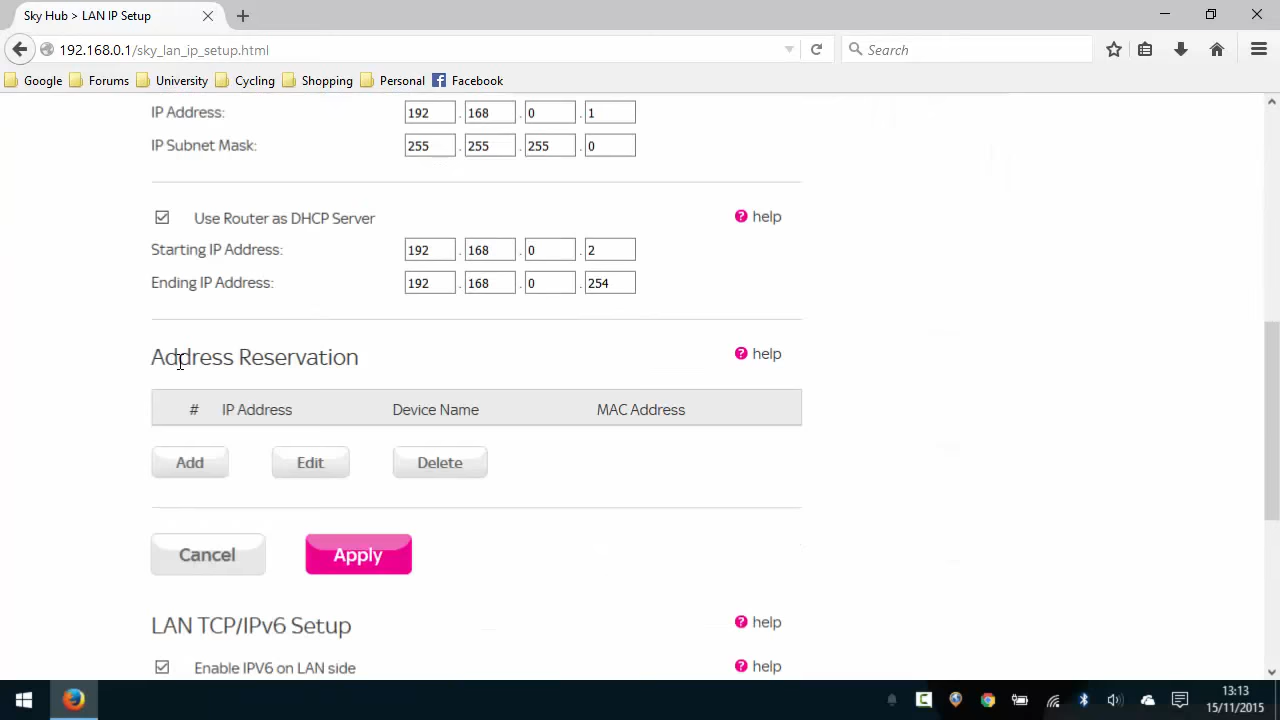 Sky Hub > LAN IP Setup
192.168.0.1/sky_lan_ip_setup.html
Search
Google Forums University Cycling Shopping Personal Facebook
IP Address: 192 . 168 . 0 . 1
IP Subnet Mask: 255 . 255 . 255 . 0
Use Router as DHCP Server ? help
Starting IP Address: 192 . 168 . 0 . 2
Ending IP Address: 192 . 168 . 0 . 254
Address Reservation ? help
# IP Address Device Name MAC Address
Add Edit Delete
Cancel Apply
LAN TCP/IPv6 Setup ? help
Enable IPV6 on LAN side ? help
13:13
15/11/2015